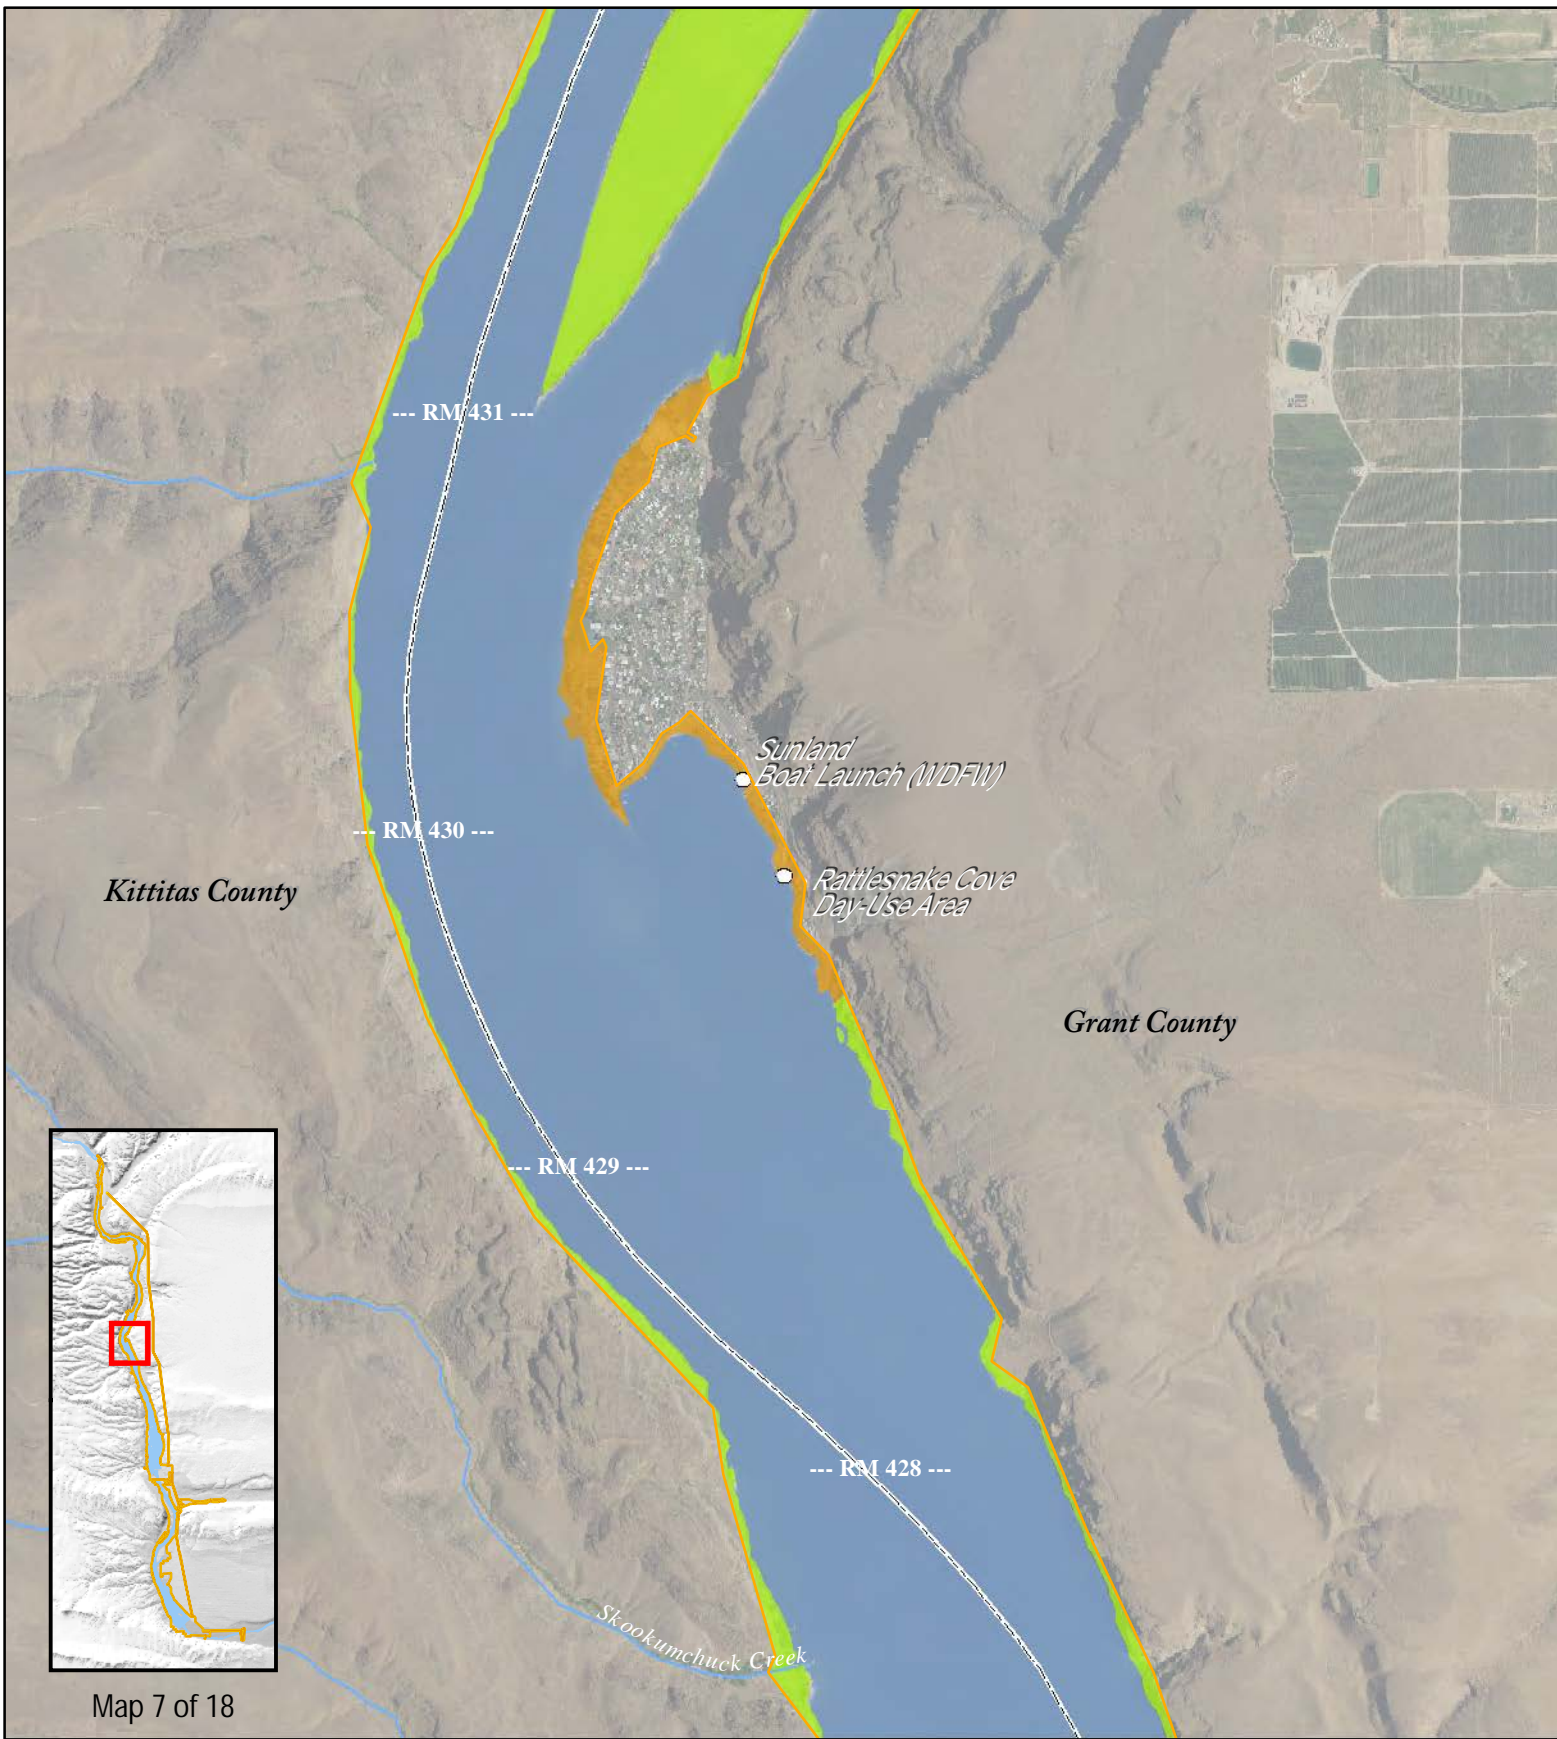 --- RM 431 ---
Sunland
Boat Launch (WDFW)
--- RM 430 ---
Rattlesnake Cove
Day-Use Area
Kittitas County
Grant County
--- RM 429 ---
--- RM 428 ---
Skookumchuck Creek
Map 7 of 18